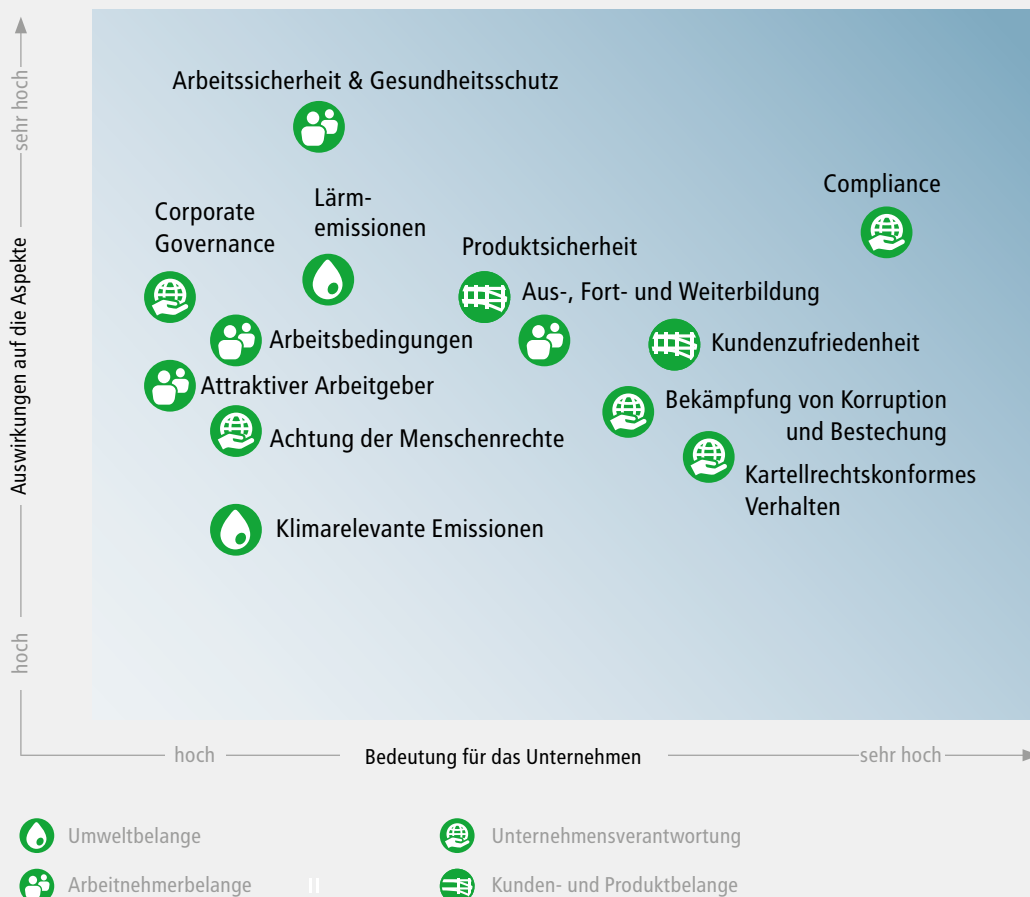 Arbeitssicherheit & Gesundheitsschutz
Compliance
Corporate
Governance
Lärm-
emissionen
Produktsicherheit
Aus-, Fort- und Weiterbildung
Arbeitsbedingungen
Kundenzufriedenheit
Attraktiver Arbeitgeber
Bekämpfung von Korruption
und Bestechung
Achtung der Menschenrechte
Kartellrechtskonformes
Verhalten
Klimarelevante Emissionen
sehr hoch
Auswirkungen auf die Aspekte
hoch
hoch
Bedeutung für das Unternehmen
sehr hoch
Umweltbelange
Unternehmensverantwortung
Arbeitnehmerbelange
Kunden- und Produktbelange